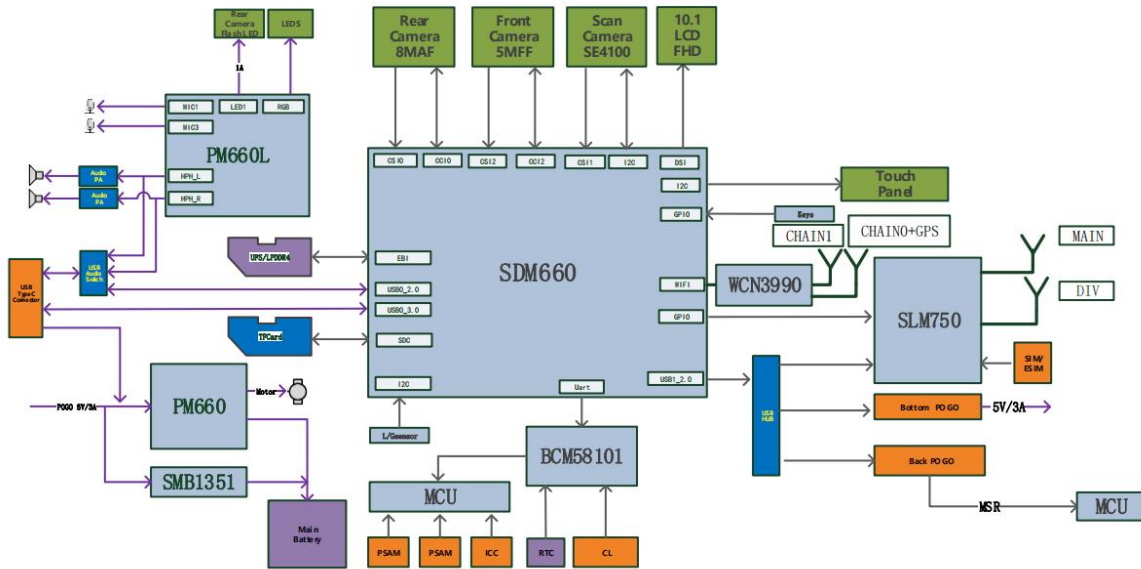 Rear
Camera
FlashLED
LEDS
1A
Rear
Camera
8MAF
Front
Camera
5MFF
Scan
Camera
SE4100
10.1
LCD
FHD
MIC1
LED1
RGB
MIC3
PM660L
HPH_L
HPH_R
Audio
PA
Audio
PA
CSI0
CCI0
CSI2
CCI2
CSI1
I2C
DSI
I2C
GPIO
Touch
Panel
Keys
CHAIN1
CHAIN0+GPS
MAIN
DIV
UFS/LPDDR4
EBI
SDM660
WIFI
WCN3990
SLM750
USB
TypeC
Connector
USB
Audio
Switch
USB0_2.0
USB0_3.0
GPIO
TFCard
SDC
I2C
Uart
USB1_2.0
SIM/
ESIM
POGO 5V/3A
PM660
Motor
USB
HUB
Bottom POGO
5V/3A
L/Gsensor
BCM58101
Back POGO
SMB1351
MCU
MSR
MCU
Main
Battery
PSAM
PSAM
ICC
RTC
CL